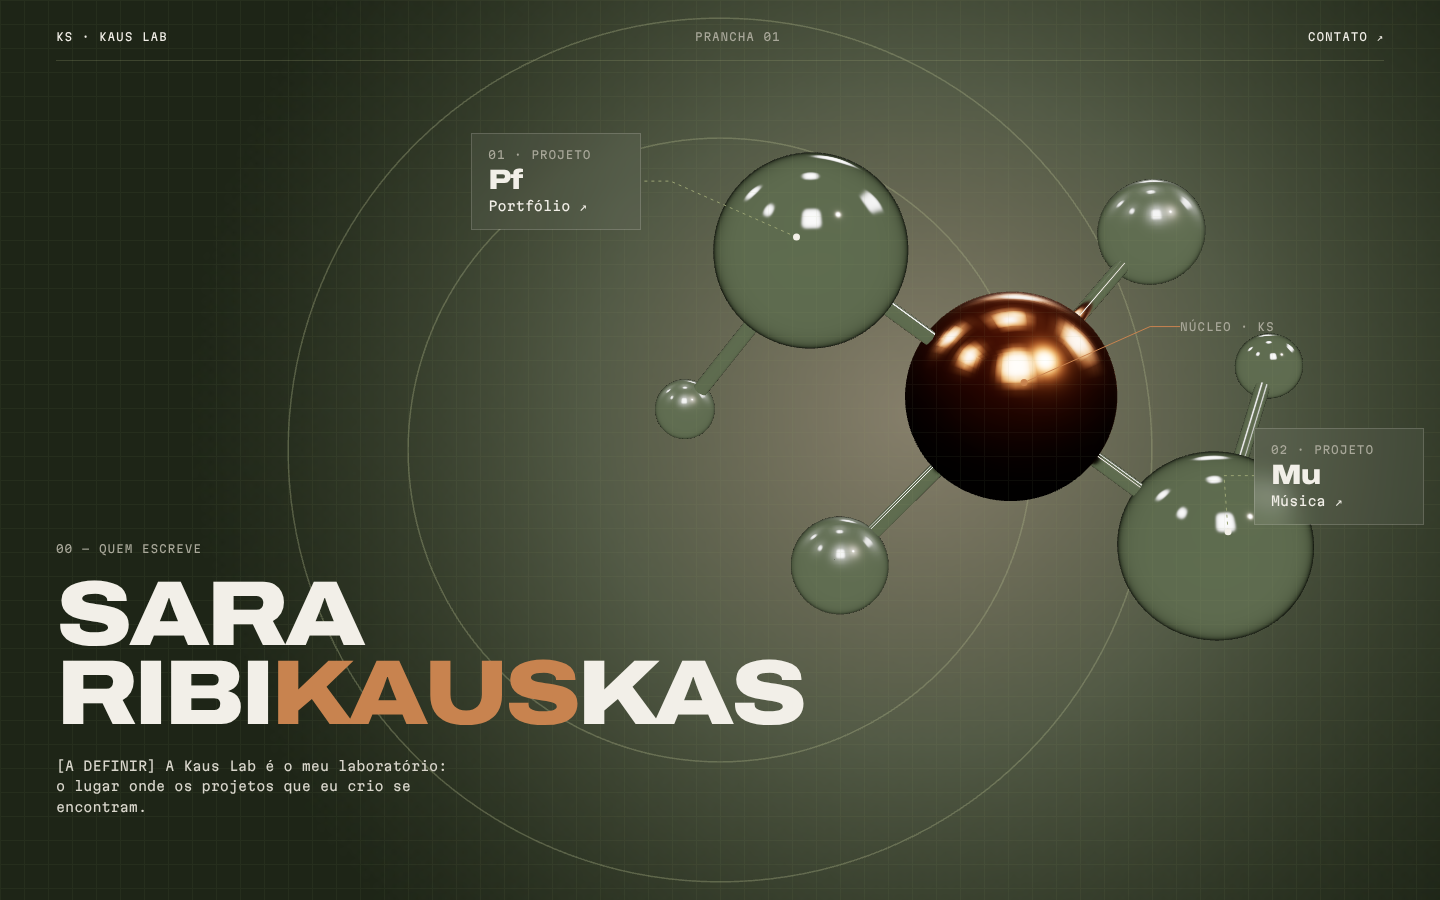 KS · KAUS LAB
PRANCHA 01
CONTATO ↗
01 · PROJETO
Pf
Portfólio ↗
NÚCLEO · KS
02 · PROJETO
Mu
Música ↗
00 — QUEM ESCREVE
SARA
RIBIKAUSKAS
[A DEFINIR] A Kaus Lab é o meu laboratório:
o lugar onde os projetos que eu crio se
encontram.